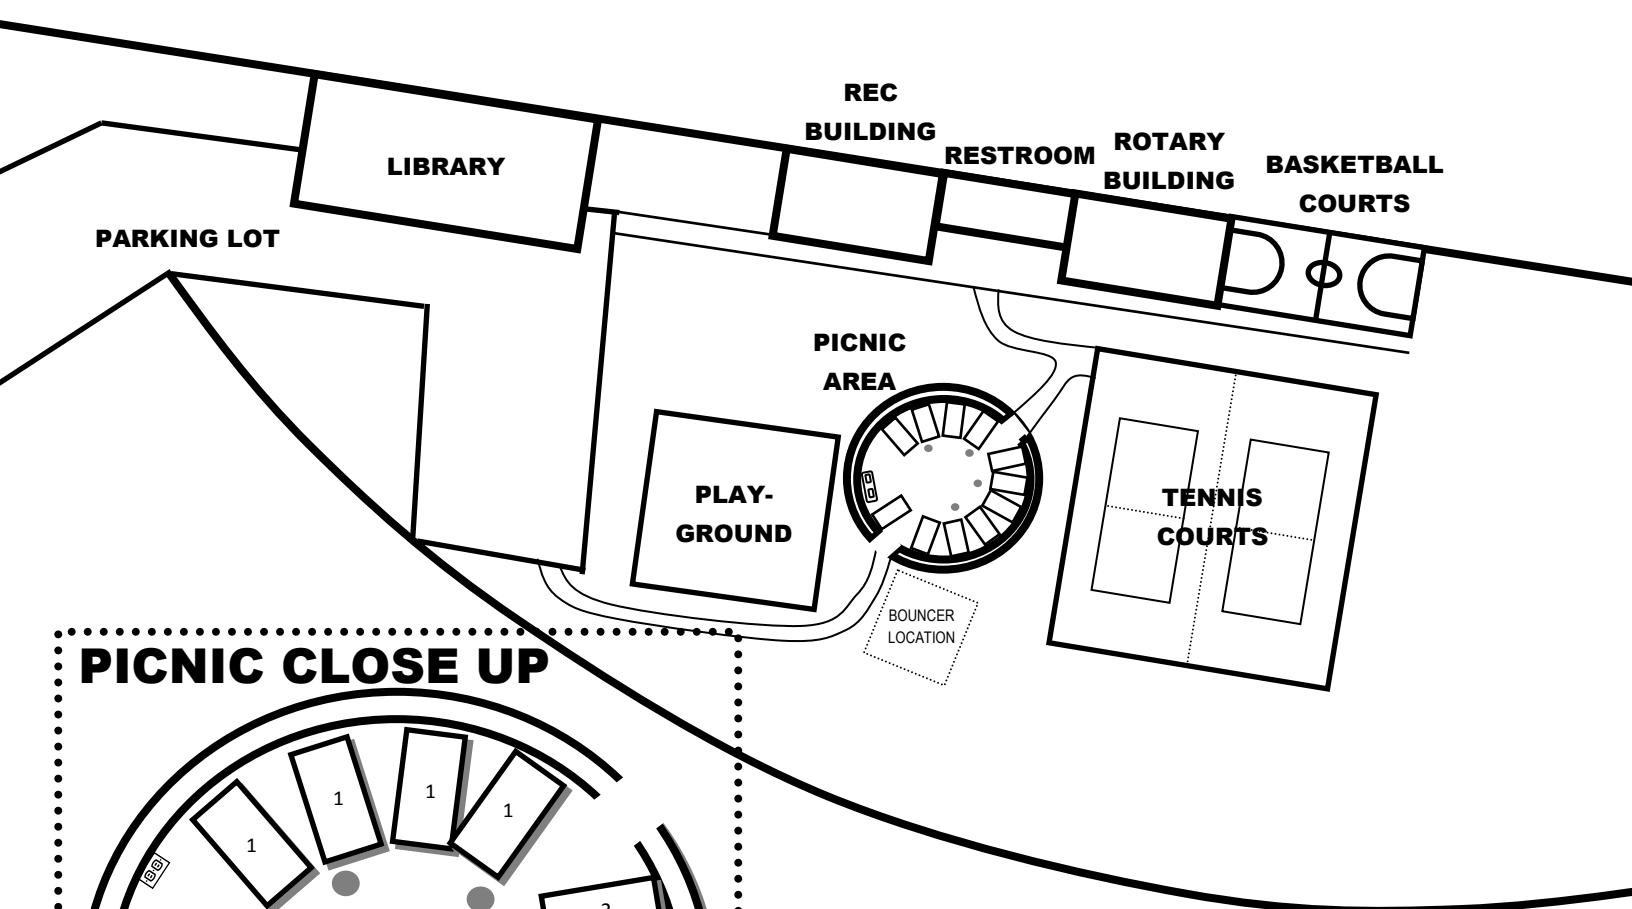 REC
BUILDING
RESTROOM
ROTARY
BUILDING
BASKETBALL
COURTS
LIBRARY
PARKING LOT
PICNIC
AREA
PLAY-
GROUND
TENNIS
COURTS
BOUNCER
LOCATION
PICNIC CLOSE UP
1
1
1
1